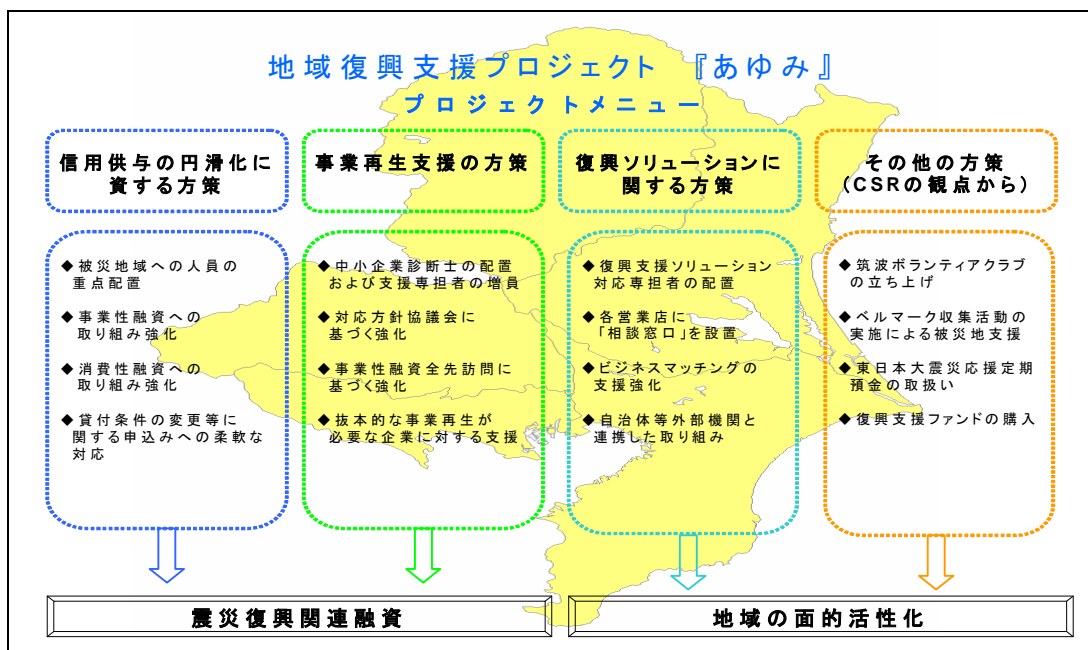 地域復興支援プロジェクト 『あゆみ』
プロジェクトメニュー
信用供与の円滑化に
資する方策
◆被災地域への人員の
重点配置
◆事業性融資への
取り組み強化
◆消費性融資への
取り組み強化
◆貸付条件の変更等に
関する申込みへの柔軟な
対応
事業再生支援の方策
◆中小企業診断士の配置
および支援専担者の増員
◆対応方針協議会に
基づく強化
◆事業性融資全先訪問に
基づく強化
◆抜本的な事業再生が
必要な企業に対する支援
復興ソリューションに
関する方策
◆復興支援ソリューション
対応専担者の配置
◆各営業店に
「相談窓口」を設置
◆ビジネスマッチングの
支援強化
◆自治体等外部機関と
連携した取り組み
その他の方策
(CSRの観点から)
◆筑波ボランティアクラブ
の立ち上げ
◆ベルマーク収集活動の
実施による被災地支援
◆東日本大震災応援定期
預金の取扱い
◆復興支援ファンドの購入
震災復興関連融資
地域の面的活性化